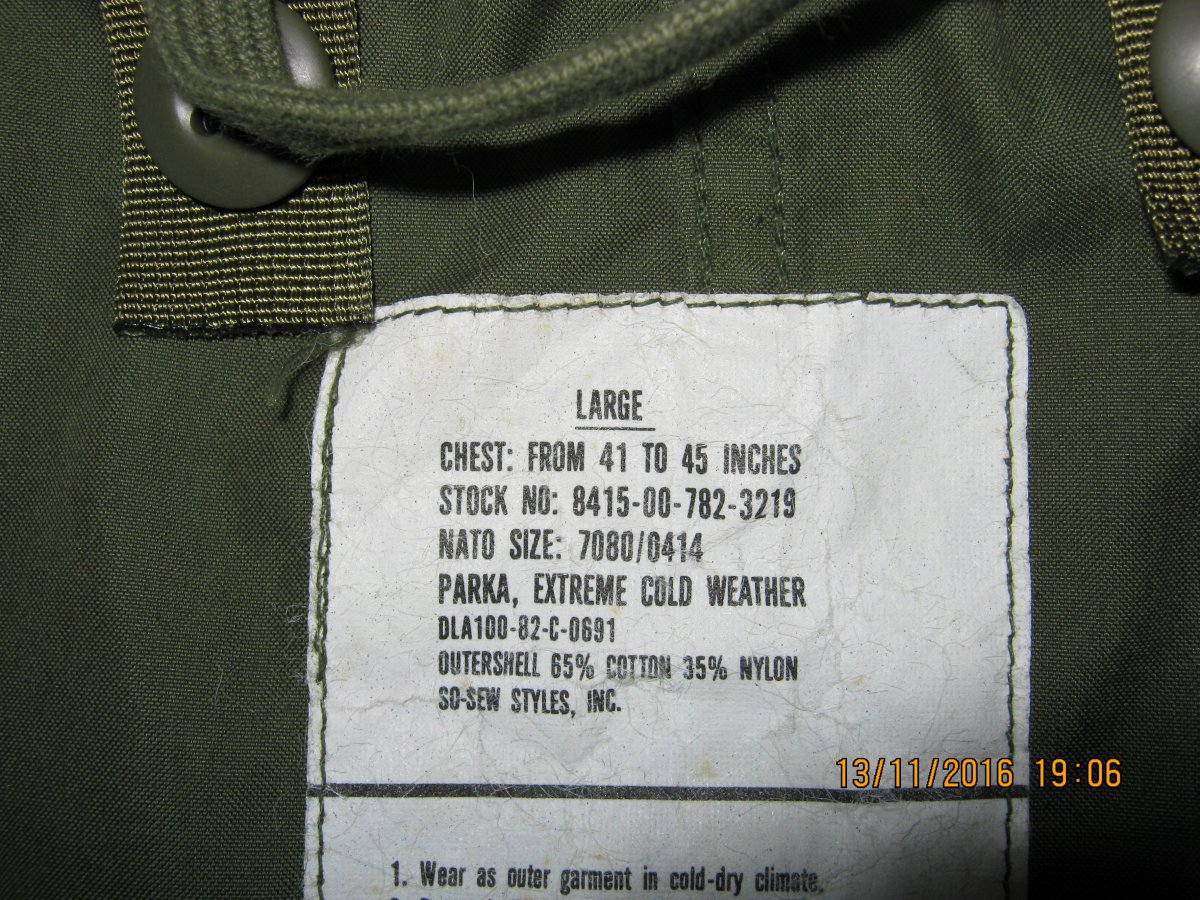 LARGE
CHEST: FROM 41 TO 45 INCHES
STOCK NO: 8415-00-782-3219
NATO SIZE: 7080/0414
PARKA, EXTREME COLD WEATHER
DLA100-82-C-0691
OUTERSHELL 65% COTTON 35% NYLON
SO-SEW STYLES, INC.
13/11/2016 19:06
1. Wear as outer garment in cold-dry climate.